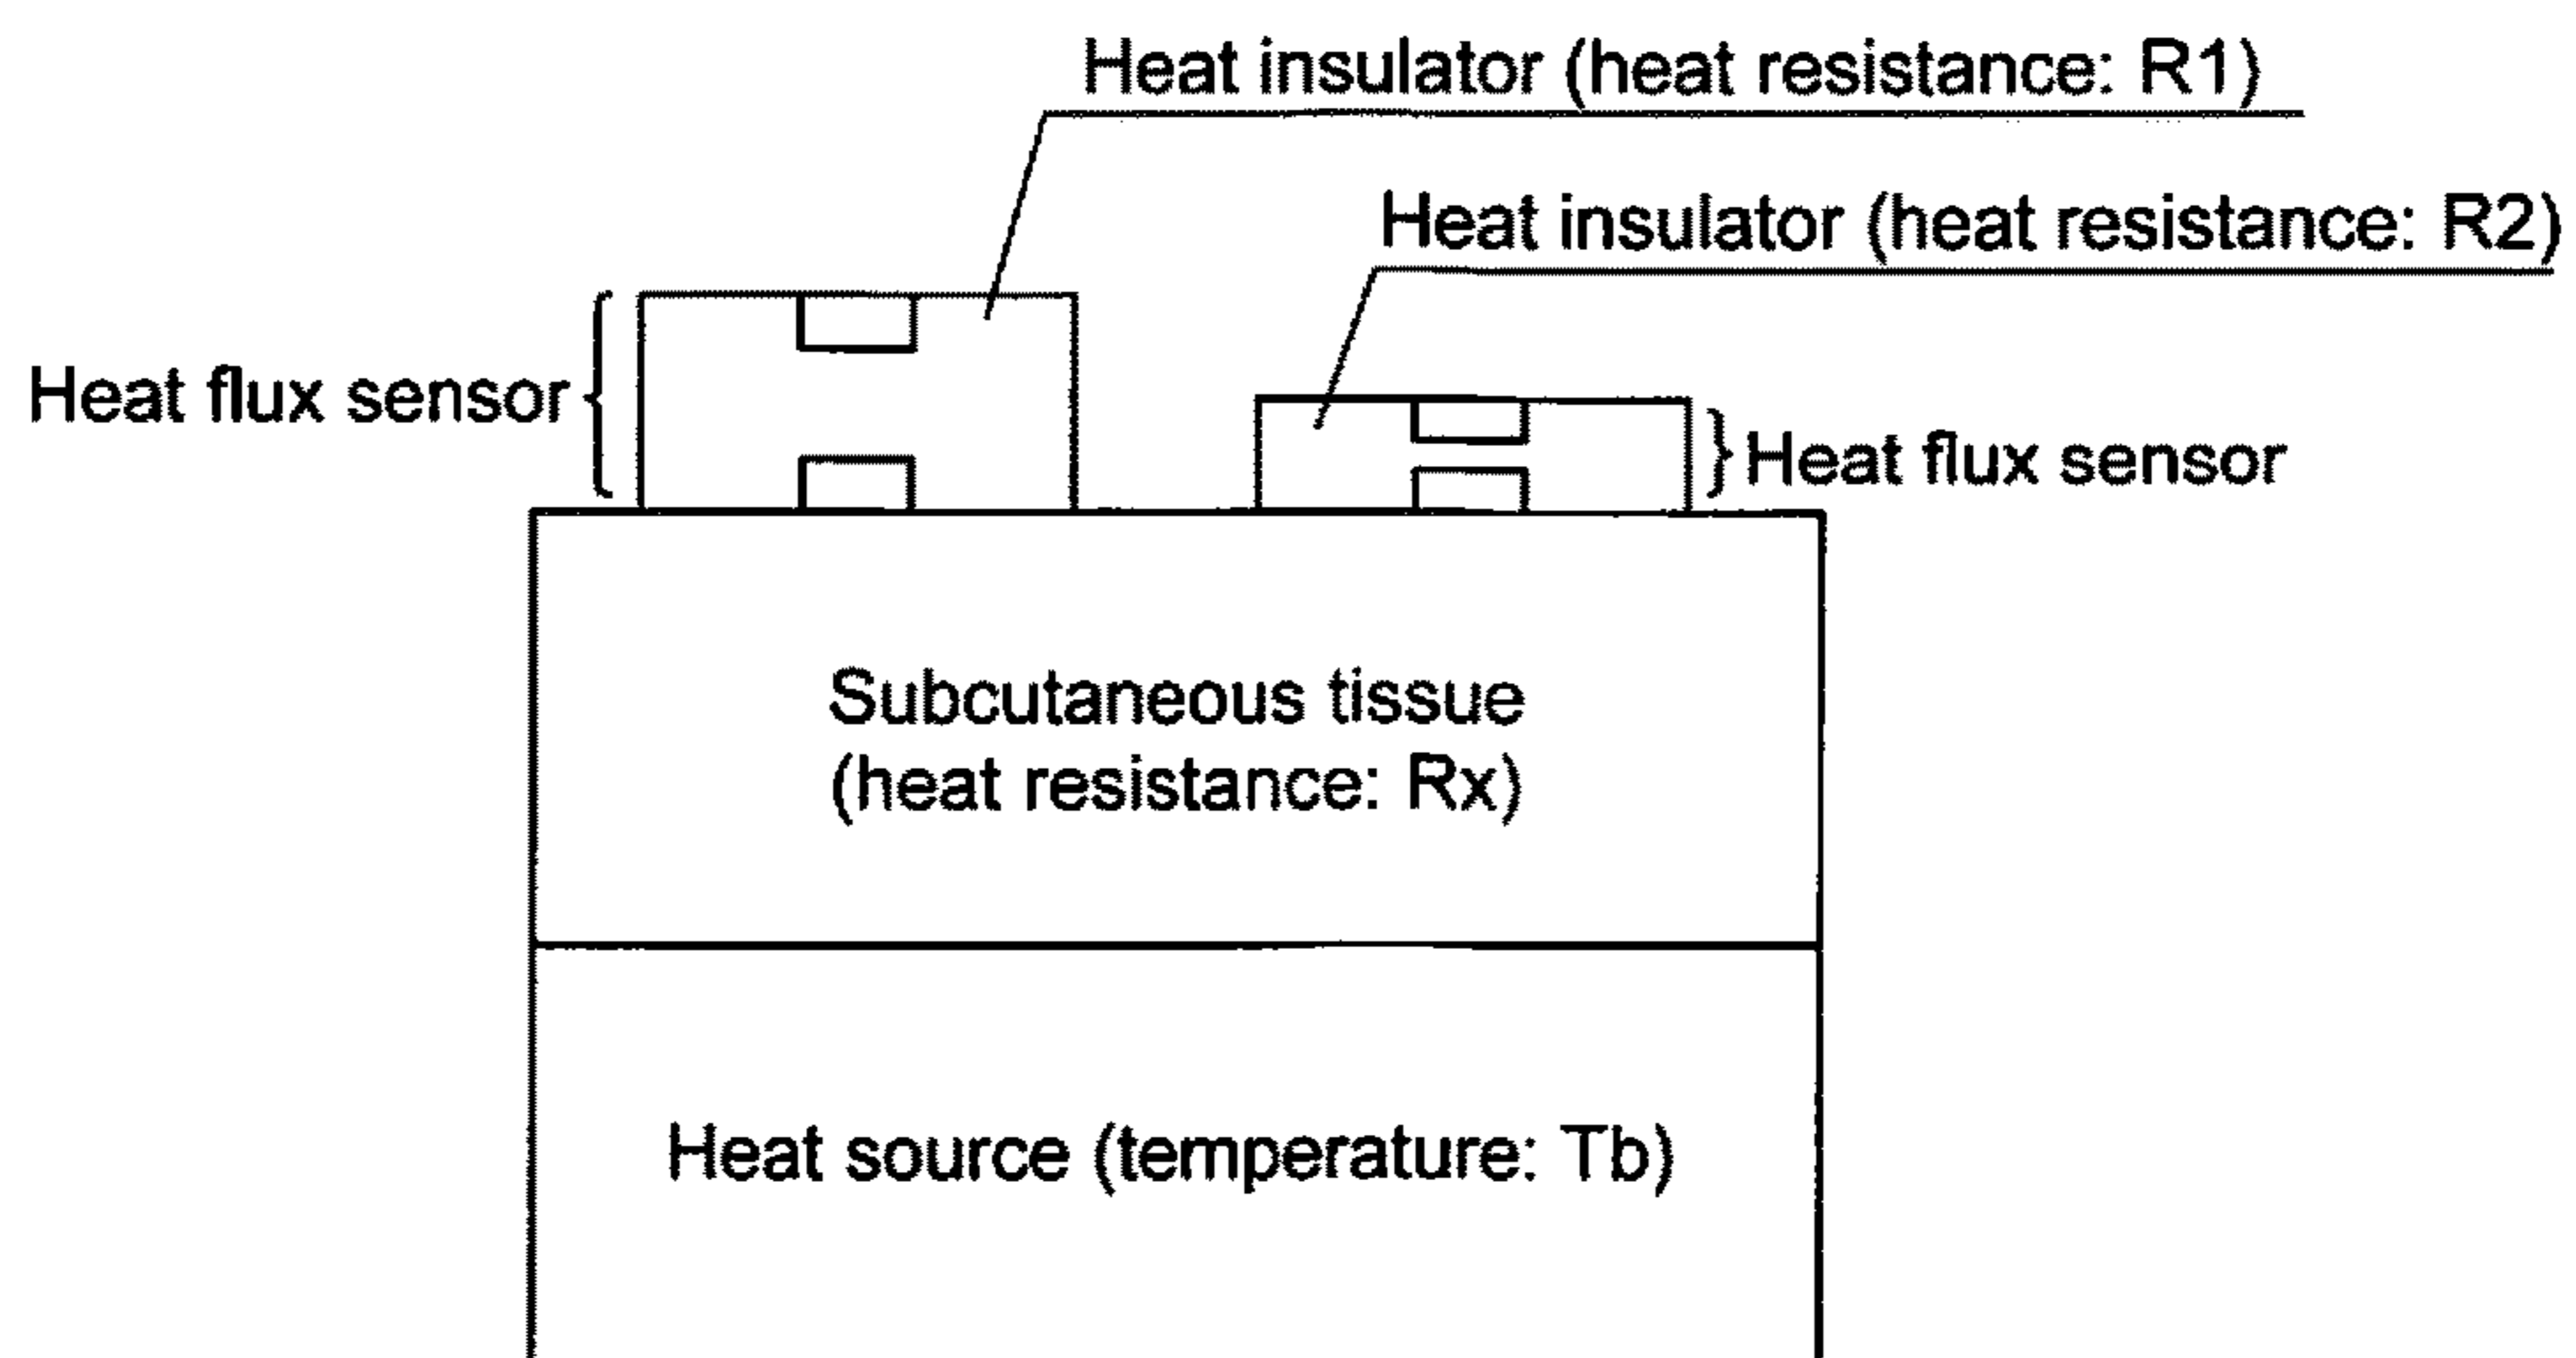 Heat insulator (heat resistance: R1)
Heat insulator (heat resistance: R2)
Heat flux sensor
Heat flux sensor
Subcutaneous tissue
(heat resistance: Rx)
Heat source (temperature: Tb)